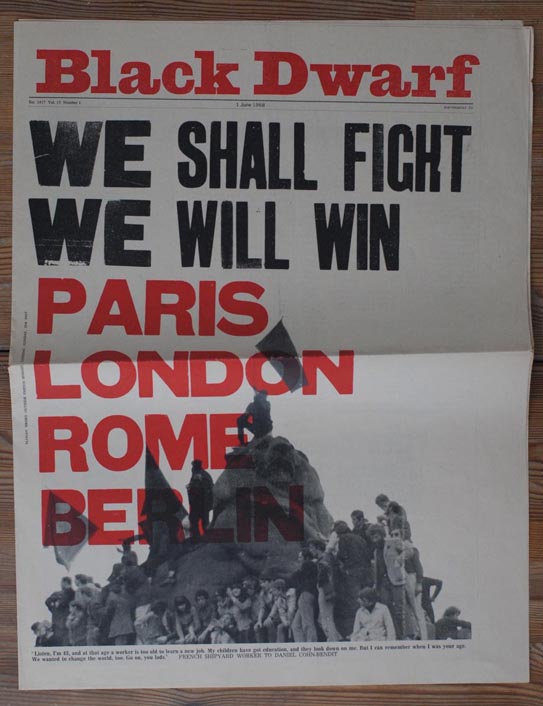 Black Dwarf
1 June 1968
WE SHALL FIGHT
WE WILL WIN
PARIS
LONDON
ROME
BERLIN
'Listen, I'm 43, and at that age a worker is too old to learn a new job. My children have got education, and they look down on me. But I can remember when I was your age.
We wanted to change the world, too. Go on, you lads.' FRENCH SHIPYARD WORKER TO DANIEL COHN-BENDIT